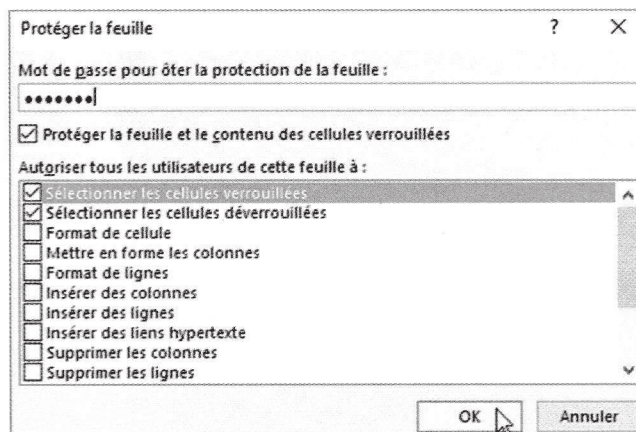 Protéger la feuille ? ×
Mot de passe pour ôter la protection de la feuille :
•••••••
Protéger la feuille et le contenu des cellules verrouillées
Autoriser tous les utilisateurs de cette feuille à :
Sélectionner les cellules verrouillées
Sélectionner les cellules déverrouillées
Format de cellule
Mettre en forme les colonnes
Format de lignes
Insérer des colonnes
Insérer des lignes
Insérer des liens hypertexte
Supprimer les colonnes
Supprimer les lignes
OK Annuler